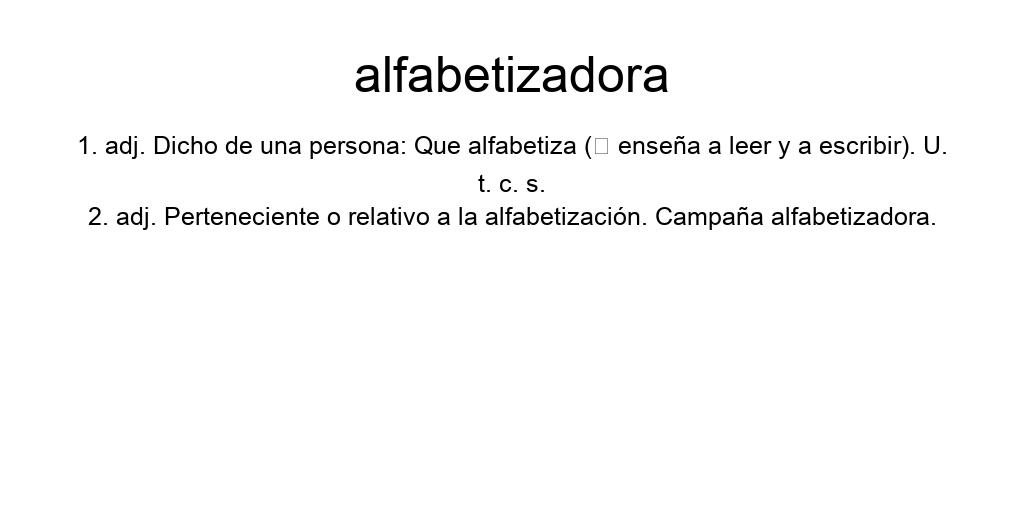 alfabetizadora
1. adj. Dicho de una persona: Que alfabetiza (▯ enseña a leer y a escribir). U.
t. c. s.
2. adj. Perteneciente o relativo a la alfabetización. Campaña alfabetizadora.